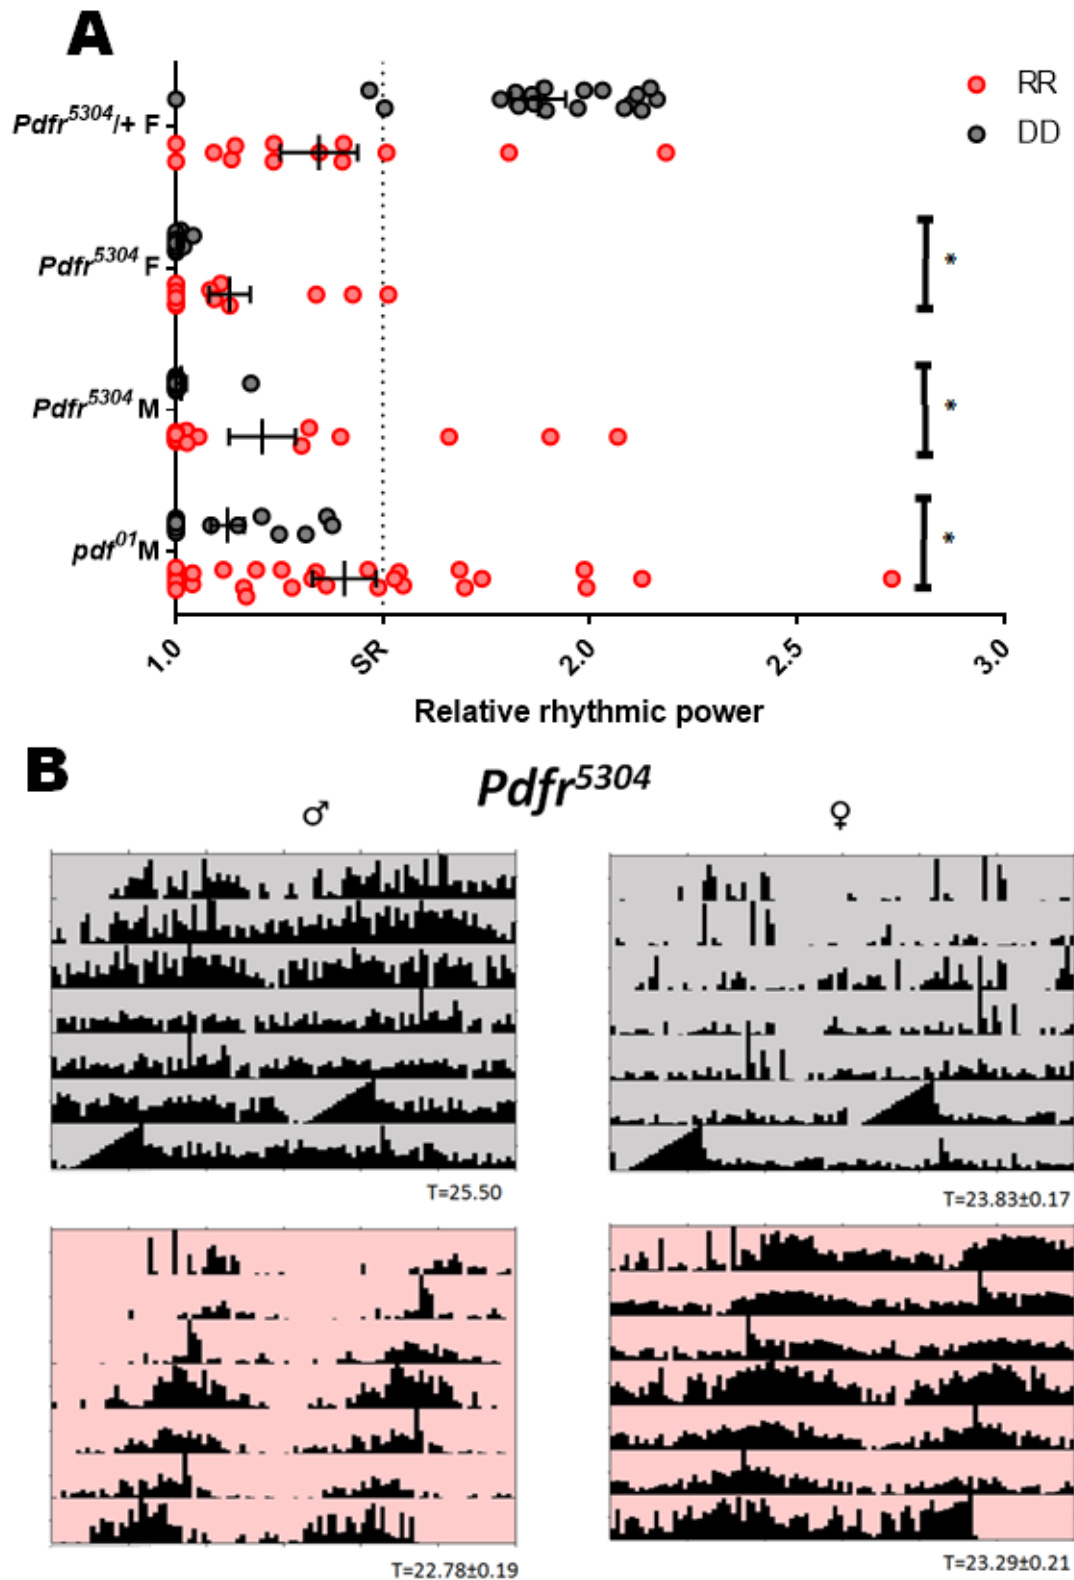 A
RR
DD
Pdfr5304/+ F
Pdfr5304 F
*
Pdfr5304 M
*
pdf01 M
*
1.0 SR 2.0 2.5 3.0
Relative rhythmic power
B
Pdfr5304
♂ ♀
T=25.50
T=23.83±0.17
T=22.78±0.19
T=23.29±0.21